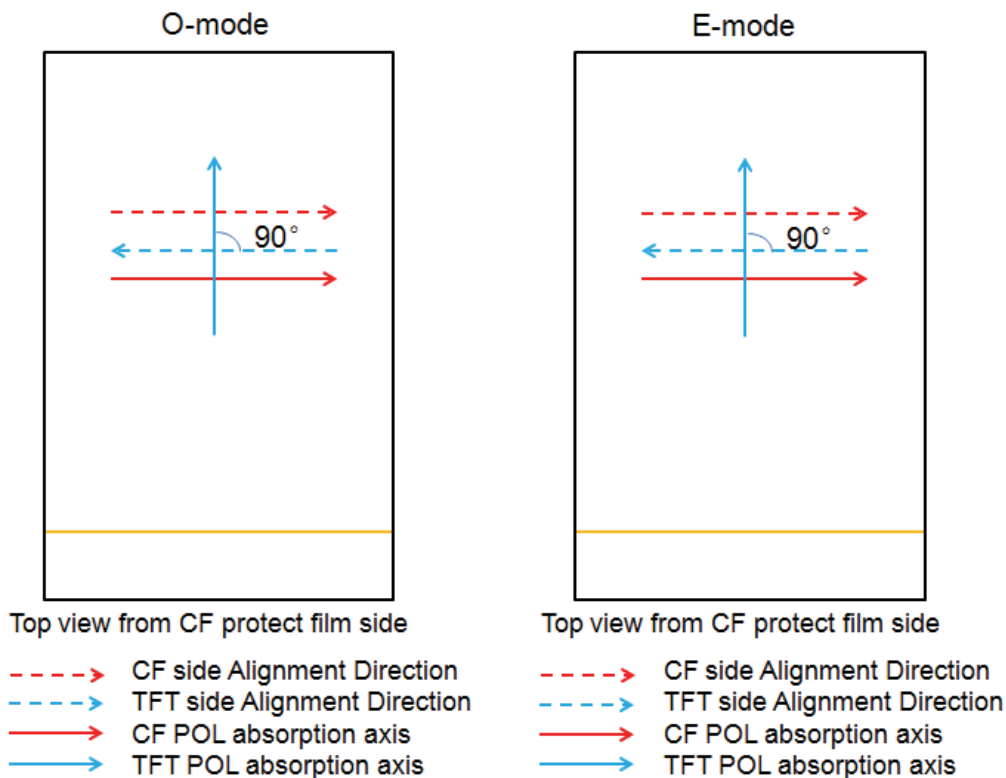 O-mode
90°
Top view from CF protect film side
CF side Alignment Direction
TFT side Alignment Direction
CF POL absorption axis
TFT POL absorption axis
E-mode
90°
Top view from CF protect film side
CF side Alignment Direction
TFT side Alignment Direction
CF POL absorption axis
TFT POL absorption axis